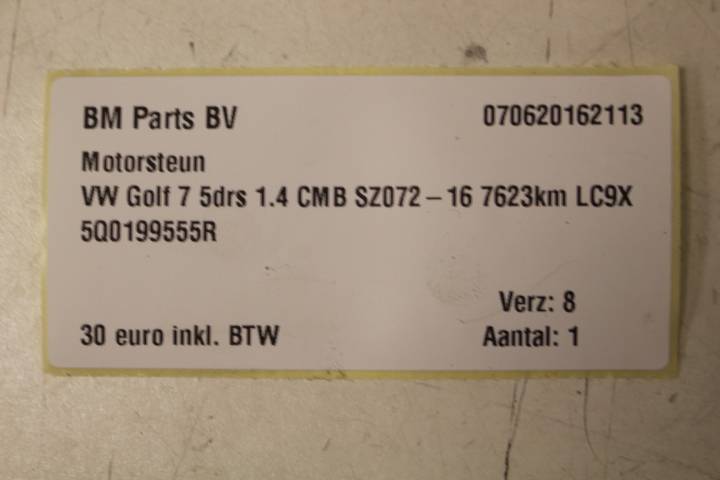 BM Parts BV 070620162113
Motorsteun
VW Golf 7 5drs 1.4 CMB SZ072 – 16 7623km LC9X
5Q0199555R
Verz: 8
30 euro inkl. BTW Aantal: 1